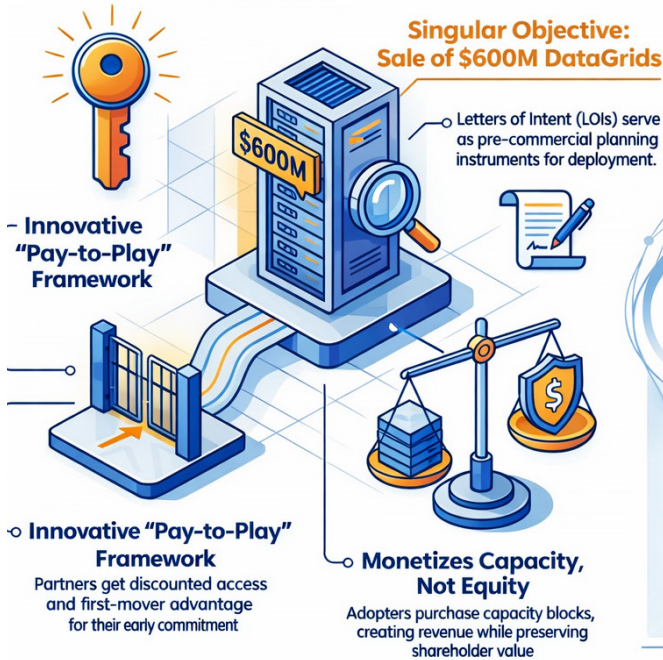 Singular Objective:
Sale of $600M DataGrids
$600M
Letters of Intent (LOIs) serve
as pre-commercial planning
instruments for deployment.
Innovative
“Pay-to-Play”
Framework
$
Innovative “Pay-to-Play”
Framework
Partners get discounted access
and first-mover advantage
for their early commitment
Monetizes Capacity,
Not Equity
Adopters purchase capacity blocks,
creating revenue while preserving
shareholder value